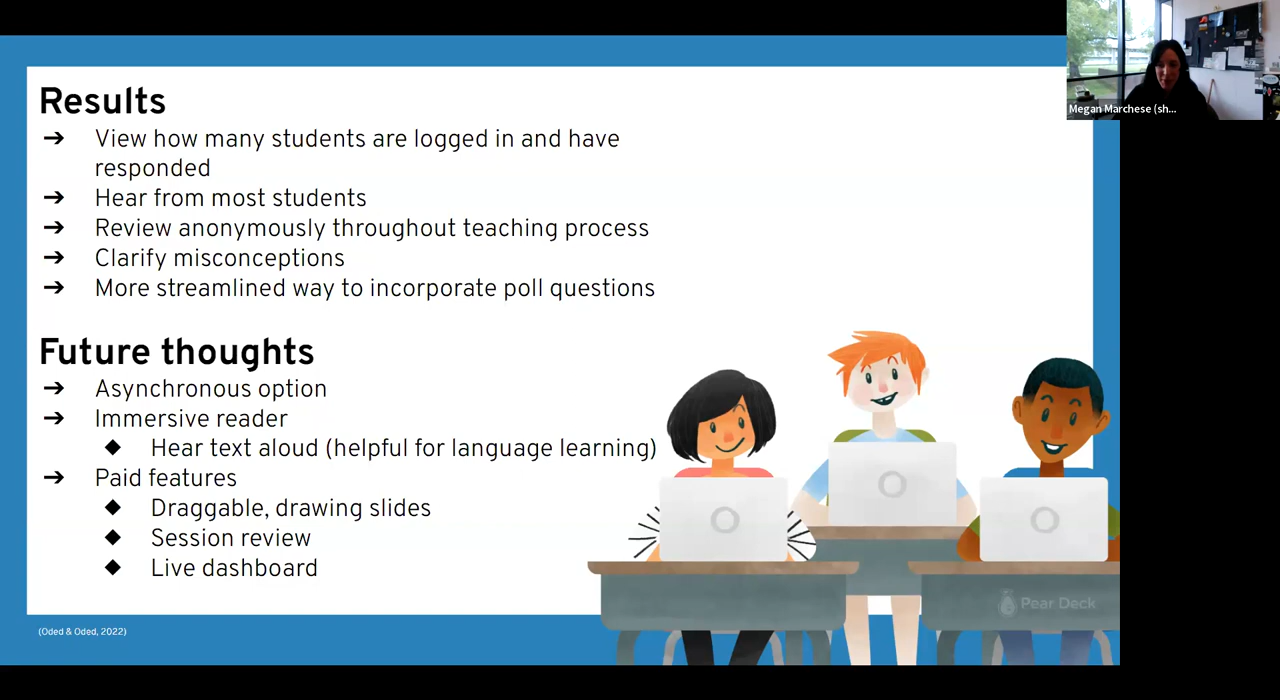 Megan Marchese (sh...
Results
➔ View how many students are logged in and have
responded
➔ Hear from most students
➔ Review anonymously throughout teaching process
➔ Clarify misconceptions
➔ More streamlined way to incorporate poll questions
Future thoughts
➔ Asynchronous option
➔ Immersive reader
◆ Hear text aloud (helpful for language learning)
➔ Paid features
◆ Draggable, drawing slides
◆ Session review
◆ Live dashboard
Pear Deck
(Oded & Oded, 2022)